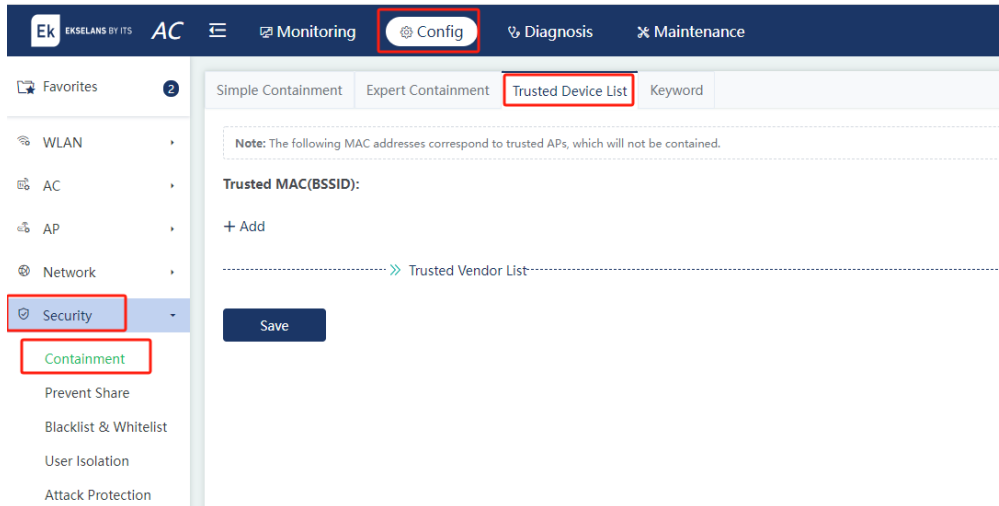 Ek EKSELANS BY ITS AC Monitoring Config Diagnosis Maintenance
Favorites 2
Simple Containment Expert Containment Trusted Device List Keyword
Note: The following MAC addresses correspond to trusted APs, which will not be contained.
WLAN
Trusted MAC(BSSID):
AC
+ Add
AP
Network
Trusted Vendor List
Security
Save
Containment
Prevent Share
Blacklist & Whitelist
User Isolation
Attack Protection